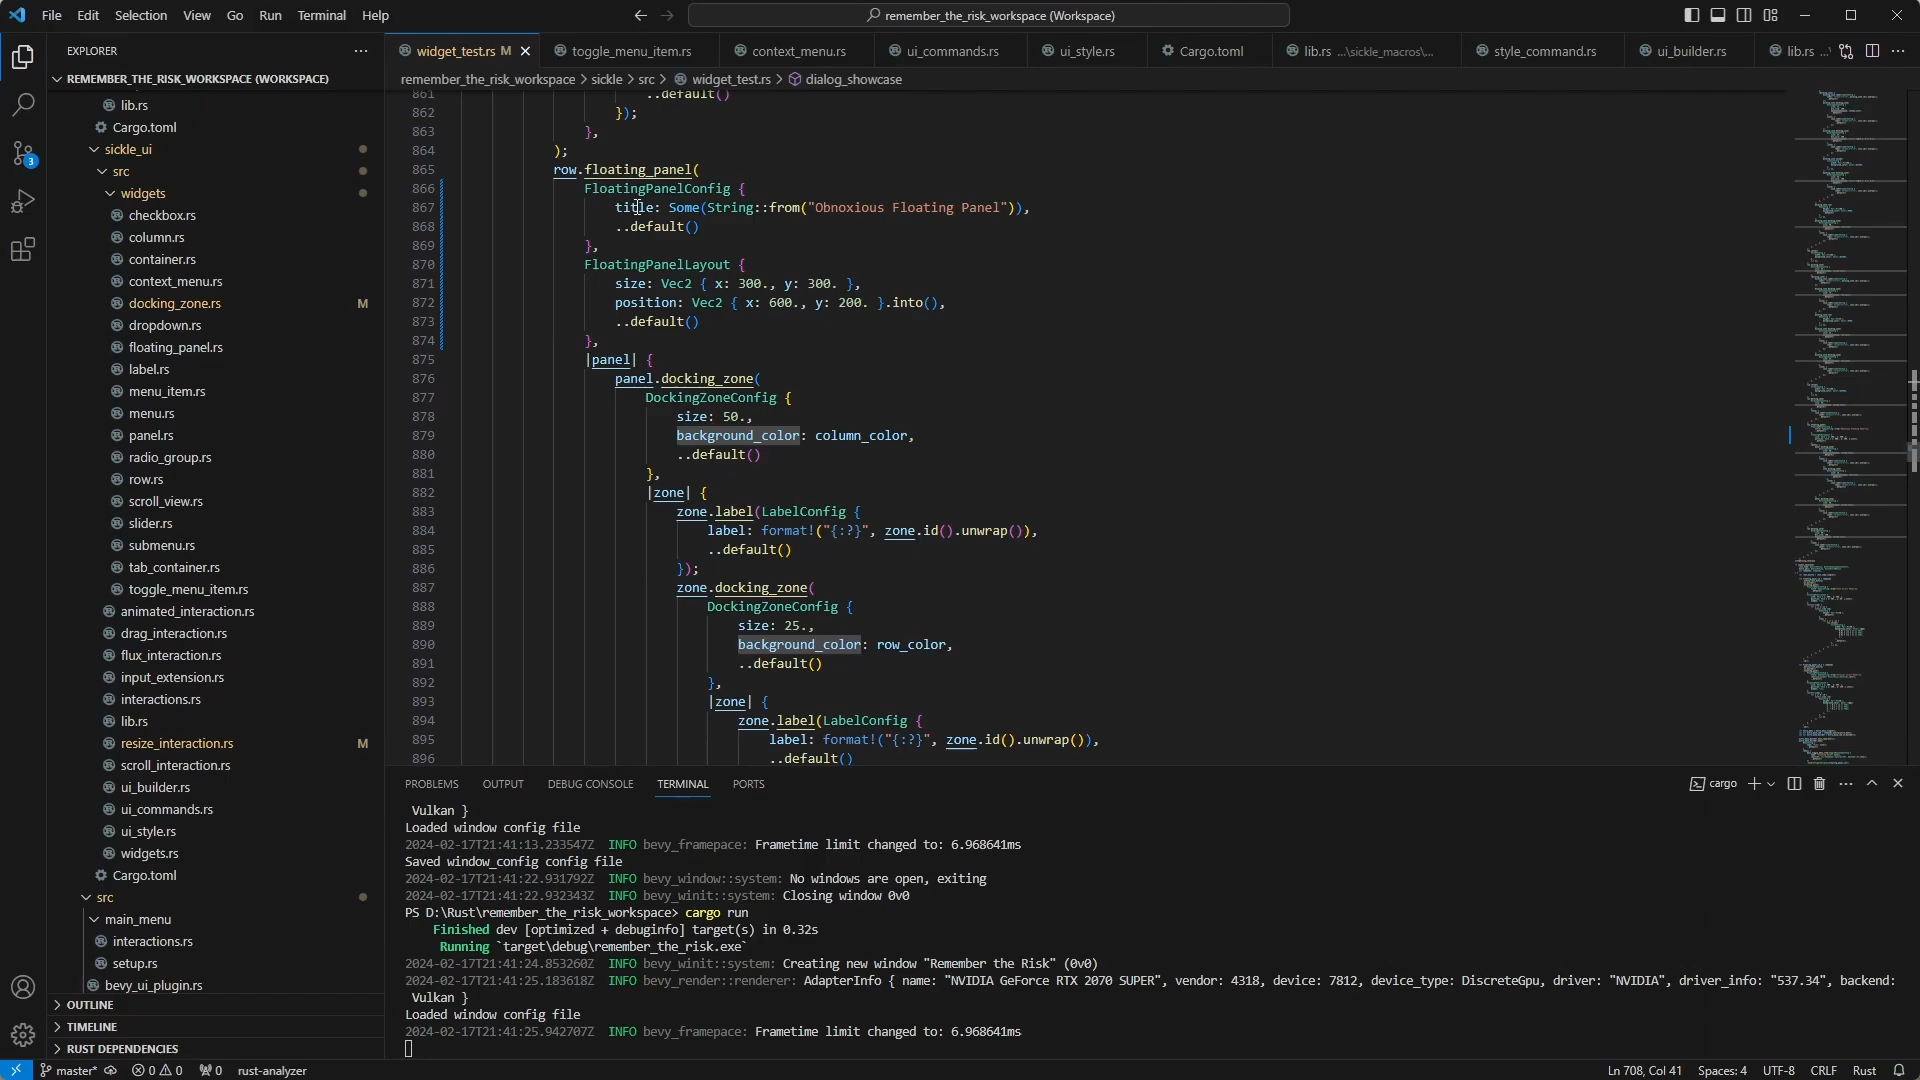 File Edit Selection View Go Run Terminal Help
remember_the_risk_workspace (Workspace)
EXPLORER
REMEMBER_THE_RISK_WORKSPACE (WORKSPACE)
lib.rs
Cargo.toml
sickle_ui
src
widgets
checkbox.rs
column.rs
container.rs
context_menu.rs
docking_zone.rs M
dropdown.rs
floating_panel.rs
label.rs
menu_item.rs
menu.rs
panel.rs
radio_group.rs
row.rs
scroll_view.rs
slider.rs
submenu.rs
tab_container.rs
toggle_menu_item.rs
animated_interaction.rs
drag_interaction.rs
flux_interaction.rs
input_extension.rs
interactions.rs
lib.rs
resize_interaction.rs M
scroll_interaction.rs
ui_builder.rs
ui_commands.rs
ui_style.rs
widgets.rs
Cargo.toml
src
main_menu
interactions.rs
setup.rs
bevy_ui_plugin.rs
OUTLINE
TIMELINE
RUST DEPENDENCIES
3
widget_test.rs M toggle_menu_item.rs context_menu.rs ui_commands.rs ui_style.rs Cargo.toml lib.rs ...\sickle_macros\... style_command.rs ui_builder.rs lib.rs ...
remember_the_risk_workspace > sickle > src > widget_test.rs > dialog_showcase
861 ..default()
862 });
863 },
864 );
865 row.floating_panel(
866 FloatingPanelConfig {
867 title: Some(String::from("Obnoxious Floating Panel")),
868 ..default()
869 },
870 FloatingPanelLayout {
871 size: Vec2 { x: 300., y: 300. },
872 position: Vec2 { x: 600., y: 200. }.into(),
873 ..default()
874 },
875 |panel| {
876 panel.docking_zone(
877 DockingZoneConfig {
878 size: 50.,
879 background_color: column_color,
880 ..default()
881 },
882 |zone| {
883 zone.label(LabelConfig {
884 label: format!("{:?}", zone.id().unwrap()),
885 ..default()
886 });
887 zone.docking_zone(
888 DockingZoneConfig {
889 size: 25.,
890 background_color: row_color,
891 ..default()
892 },
893 |zone| {
894 zone.label(LabelConfig {
895 label: format!("{:?}", zone.id().unwrap()),
896 ..default()
PROBLEMS OUTPUT DEBUG CONSOLE TERMINAL PORTS
cargo
Vulkan }
Loaded window config file
2024-02-17T21:41:13.233547Z INFO bevy_framepace: Frametime limit changed to: 6.968641ms
Saved window_config config file
2024-02-17T21:41:22.931792Z INFO bevy_window::system: No windows are open, exiting
2024-02-17T21:41:22.932343Z INFO bevy_winit::system: Closing window 0v0
PS D:\Rust\remember_the_risk_workspace> cargo run
Finished dev [optimized + debuginfo] target(s) in 0.32s
Running `target\debug\remember_the_risk.exe`
2024-02-17T21:41:24.853260Z INFO bevy_winit::system: Creating new window "Remember the Risk" (0v0)
2024-02-17T21:41:25.183618Z INFO bevy_render::renderer: AdapterInfo { name: "NVIDIA GeForce RTX 2070 SUPER", vendor: 4318, device: 7812, device_type: DiscreteGpu, driver: "NVIDIA", driver_info: "537.34", backend:
Vulkan }
Loaded window config file
2024-02-17T21:41:25.942707Z INFO bevy_framepace: Frametime limit changed to: 6.968641ms
master* 0 0 0 rust-analyzer
Ln 708, Col 41 Spaces: 4 UTF-8 CRLF Rust